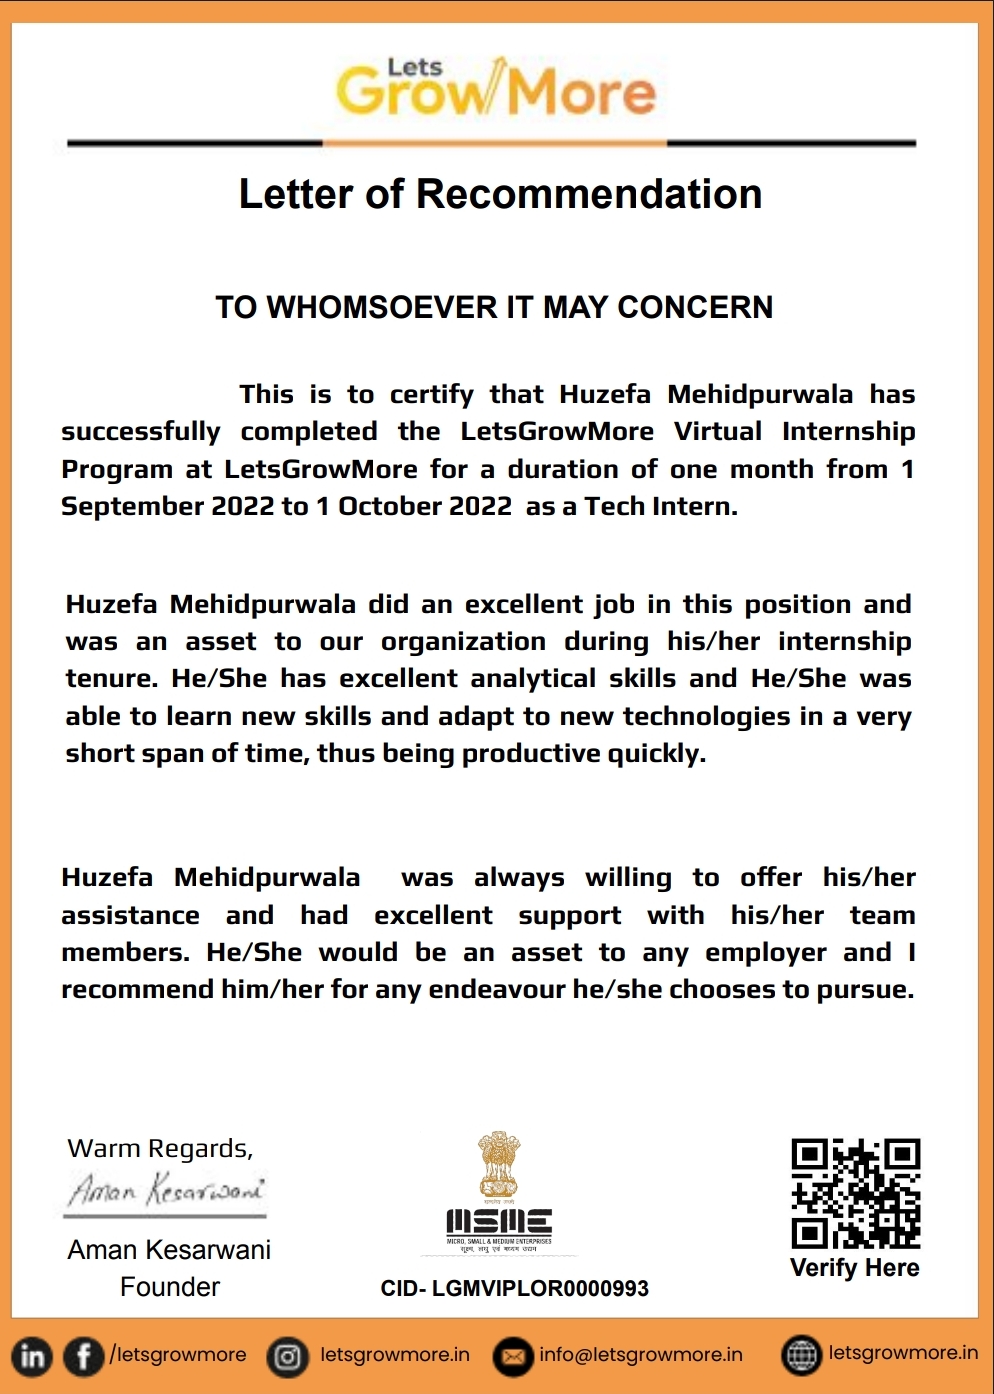 Lets
GrowMore
Letter of Recommendation
TO WHOMSOEVER IT MAY CONCERN
This is to certify that Huzefa Mehidpurwala has
successfully completed the LetsGrowMore Virtual Internship
Program at LetsGrowMore for a duration of one month from 1
September 2022 to 1 October 2022 as a Tech Intern.
Huzefa Mehidpurwala did an excellent job in this position and
was an asset to our organization during his/her internship
tenure. He/She has excellent analytical skills and He/She was
able to learn new skills and adapt to new technologies in a very
short span of time, thus being productive quickly.
Huzefa Mehidpurwala was always willing to offer his/her
assistance and had excellent support with his/her team
members. He/She would be an asset to any employer and I
recommend him/her for any endeavour he/she chooses to pursue.
Warm Regards,
Aman Kesarwani
Aman Kesarwani
Founder
MSME
MICRO, SMALL & MEDIUM ENTERPRISES
सूक्ष्म, लघु एवं मध्यम उद्यम
CID- LGMVIPLOR0000993
Verify Here
in f /letsgrowmore letsgrowmore.in info@letsgrowmore.in letsgrowmore.in